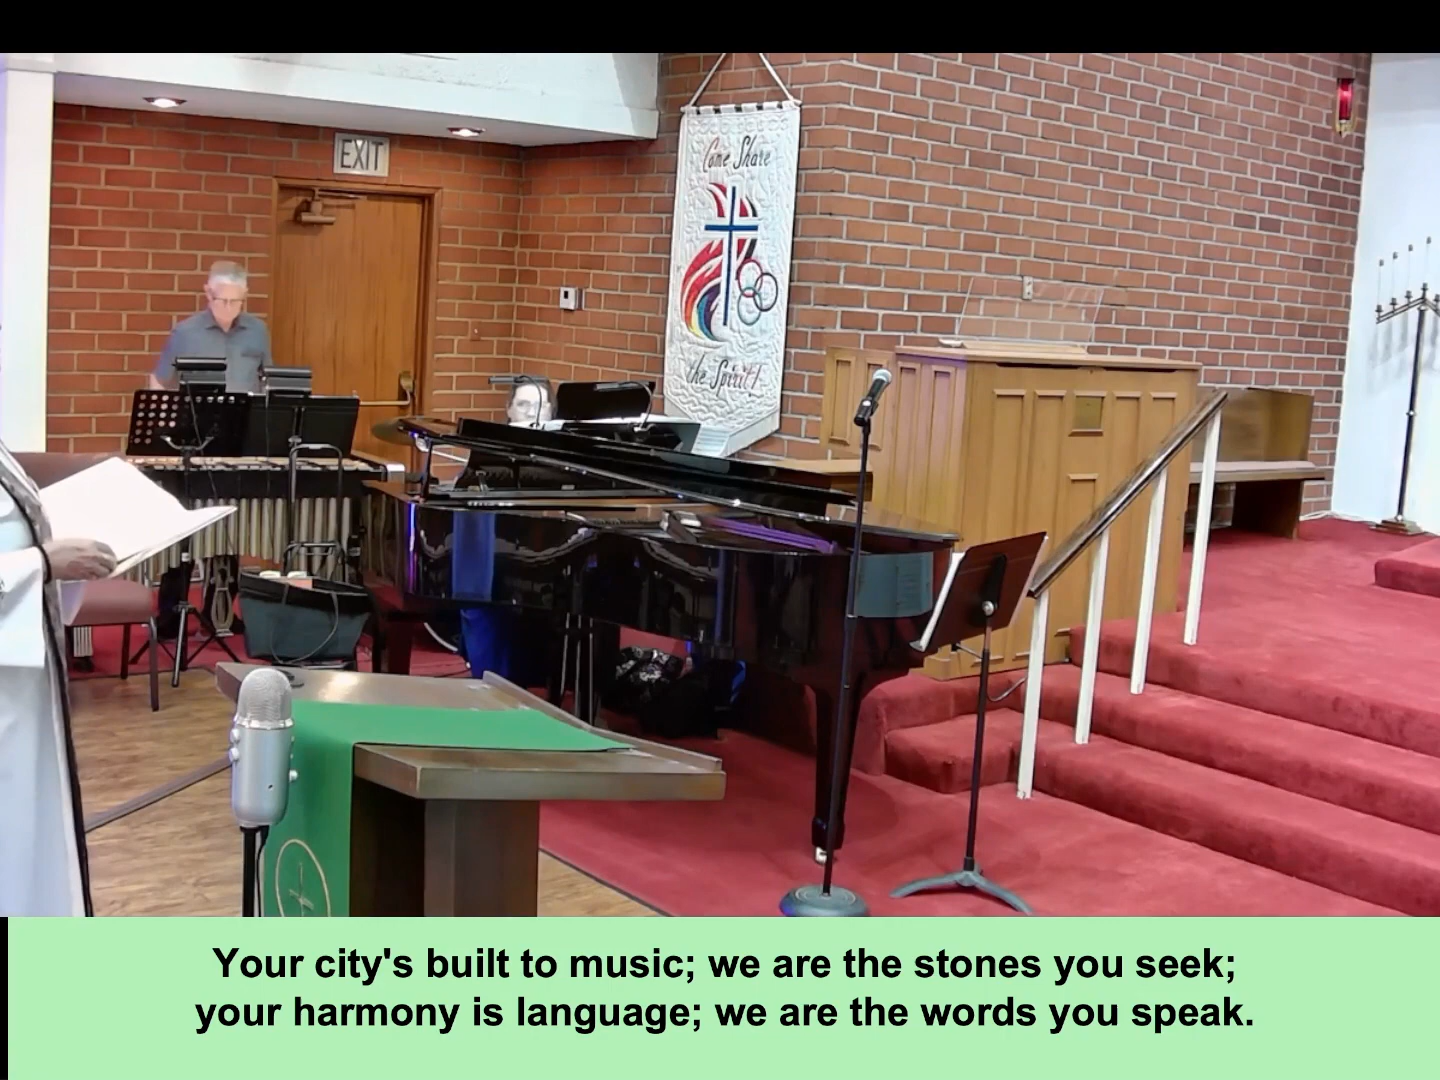 EXIT
Come Share
the Spirit!
Your city's built to music; we are the stones you seek;
your harmony is language; we are the words you speak.